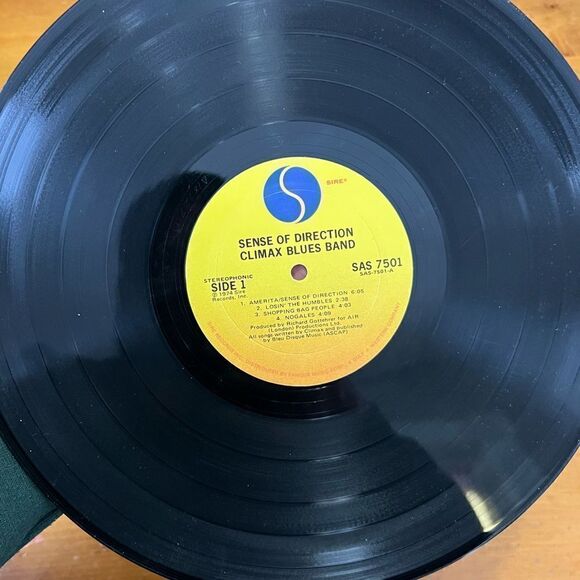 SIRE®
SENSE OF DIRECTION
CLIMAX BLUES BAND
STEREOPHONIC
SIDE 1
℗ 1974 Sire
Records, Inc.
SAS 7501
SAS-7501-A
1. AMERITA/SENSE OF DIRECTION 6:05
2. LOSIN' THE HUMBLES 2:38
3. SHOPPING BAG PEOPLE 4:03
4. NOGALES 4:09
Produced by Richard Gottehrer for AIR
(London) Productions Ltd.
All songs written by Climax and published
by Bleu Disque Music (ASCAP)